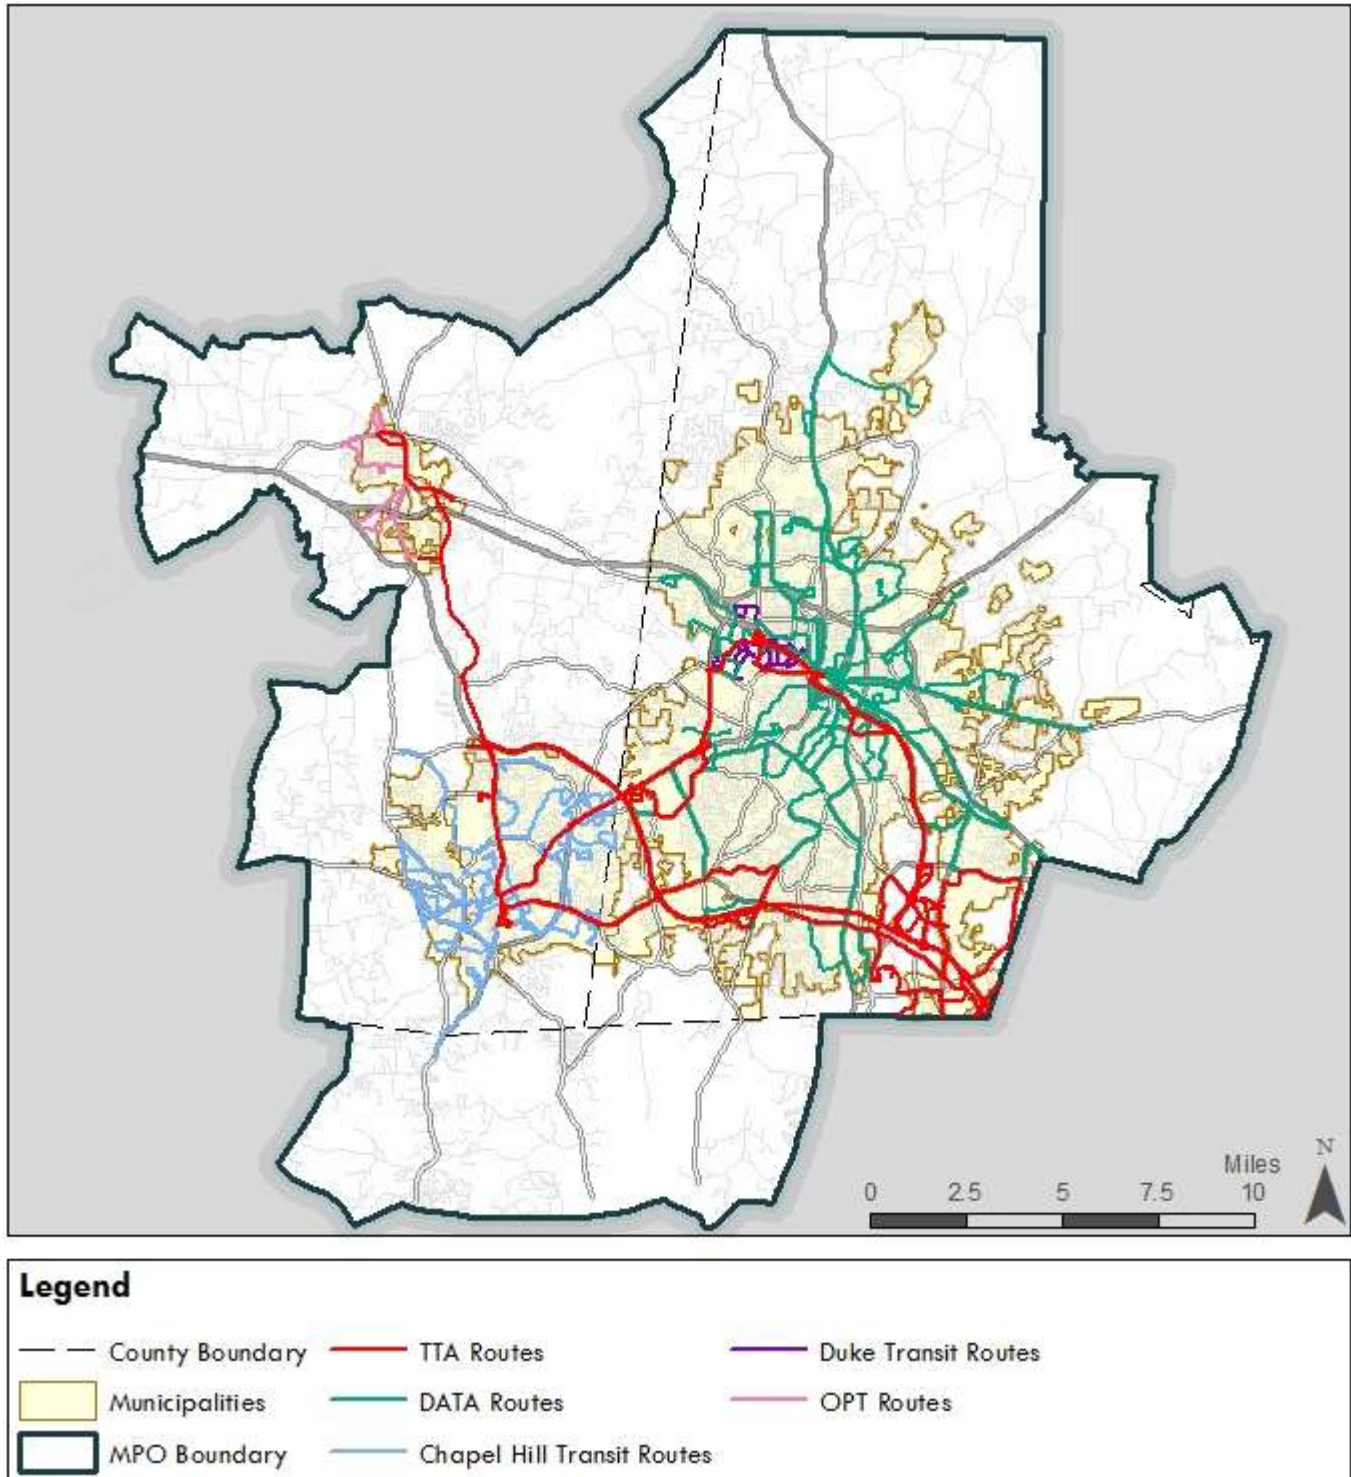 N
Miles
0 2.5 5 7.5 10
Legend
County Boundary TTA Routes Duke Transit Routes
Municipalities DATA Routes OPT Routes
MPO Boundary Chapel Hill Transit Routes